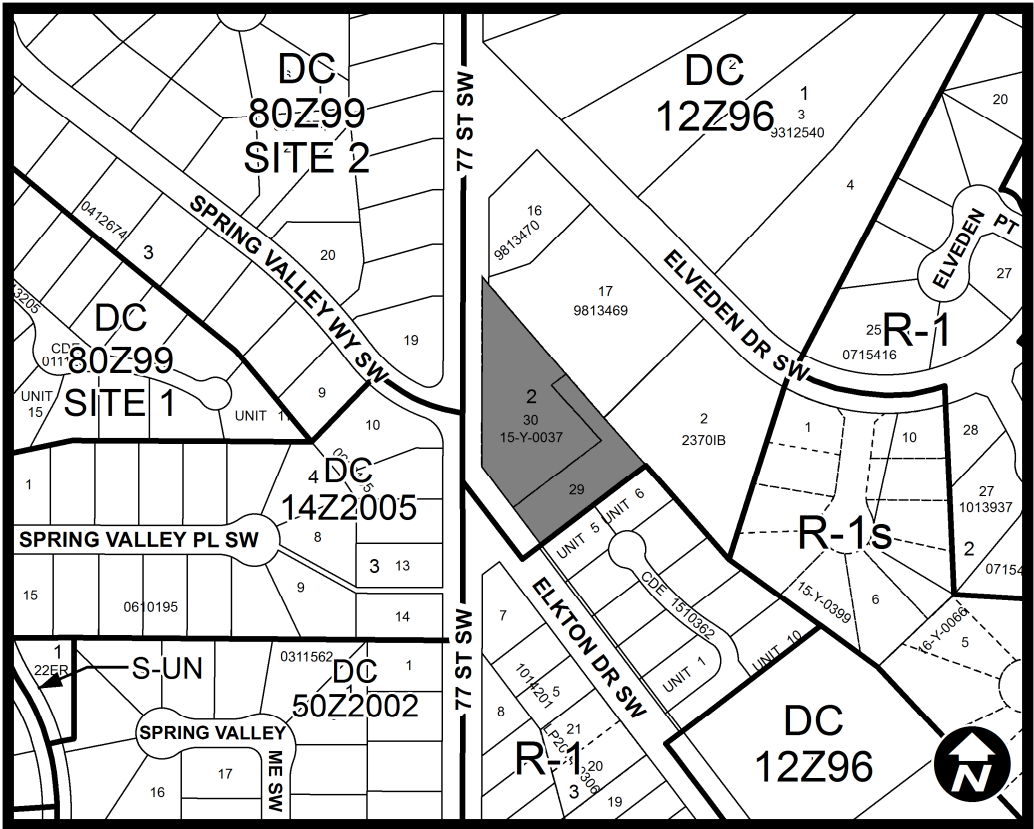 DC
80Z99
SITE 2
77 ST SW
DC
2
12Z96
1
3
9312540
20
4
0412674
3
SPRING VALLEY WY SW
20
19
16
9813470
17
9813469
ELVEDEN DR SW
ELVEDEN
PT
27
25
R-1
0715416
DC
80Z99
SITE 1
UNIT
15
UNIT
9
10
2
30
15-Y-0037
29
2
2370IB
1
10
28
27
1013937
2
1
4
DC
14Z2005
8
SPRING VALLEY PL SW
3
13
9
14
15
0610195
UNIT 5
UNIT 6
R-1s
CDE 1510362
15-Y-0399
6
16-Y-0066
5
UNIT 10
UNIT 1
ELKTON DR SW
77 ST SW
7
1014201
5
8
21
20
R-1
3
19
1
22ER
S-UN
0311562
DC
50Z2002
1
SPRING VALLEY
ME SW
17
16
DC
12Z96
N